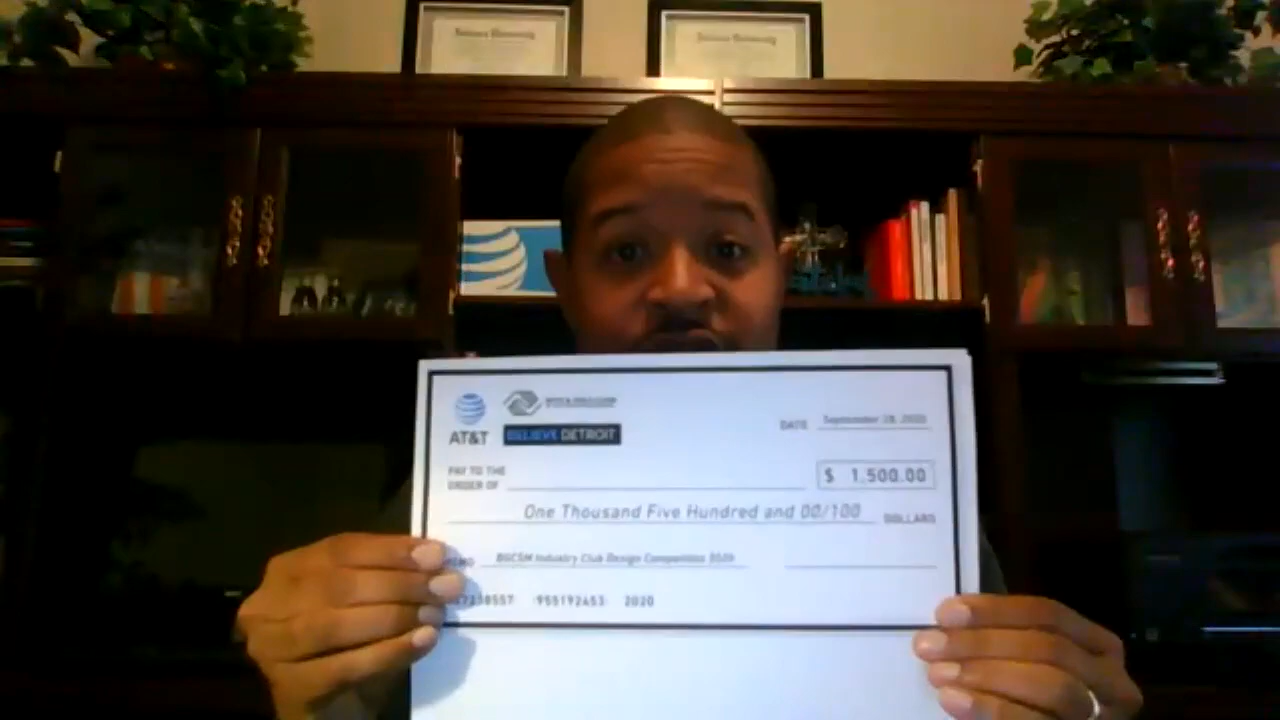 AT&T
BELIEVE DETROIT
DATE September 28, 2020
PAY TO THE
ORDER OF
$ 1,500.00
One Thousand Five Hundred and 00/100 DOLLARS
BGCSM Industry Club Design Competition 2020
955192453 2020